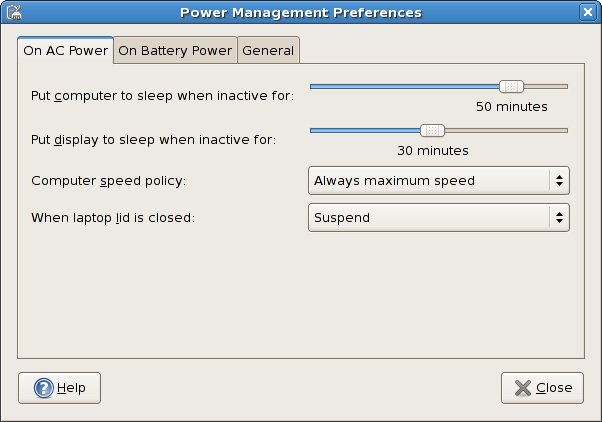 Power Management Preferences
On AC Power On Battery Power General
Put computer to sleep when inactive for:
50 minutes
Put display to sleep when inactive for:
30 minutes
Computer speed policy: Always maximum speed
When laptop lid is closed: Suspend
Help Close